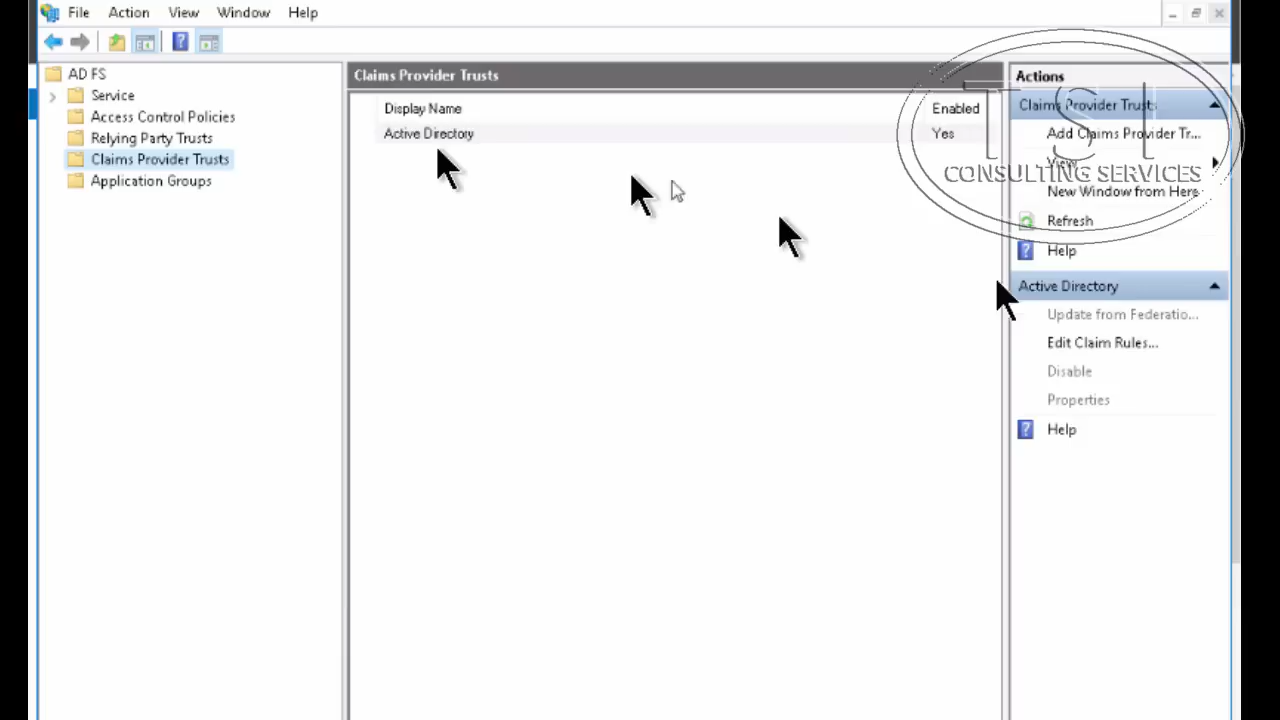 File Action View Window Help
AD FS
Service
Access Control Policies
Relying Party Trusts
Claims Provider Trusts
Application Groups
Claims Provider Trusts
Display Name Enabled
Active Directory Yes
Actions
Claims Provider Trusts
Add Claims Provider Tr...
View
New Window from Here
Refresh
Help
Active Directory
Update from Federatio...
Edit Claim Rules...
Disable
Properties
Help
TSI
CONSULTING SERVICES